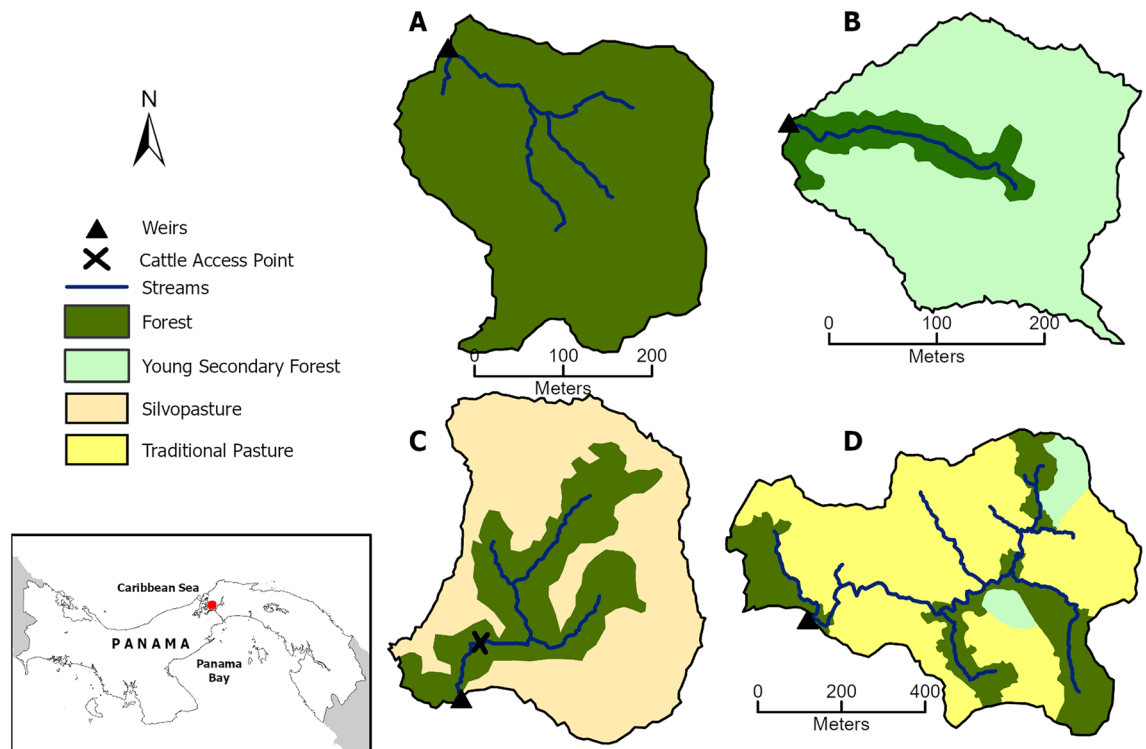 A
B
N
Weirs
Cattle Access Point
Streams
Forest
Young Secondary Forest
Silvopasture
Traditional Pasture
0 100 200
Meters
0 100 200
Meters
C
D
0 200 400
Meters
Caribbean Sea
PANAMA
Panama
Bay